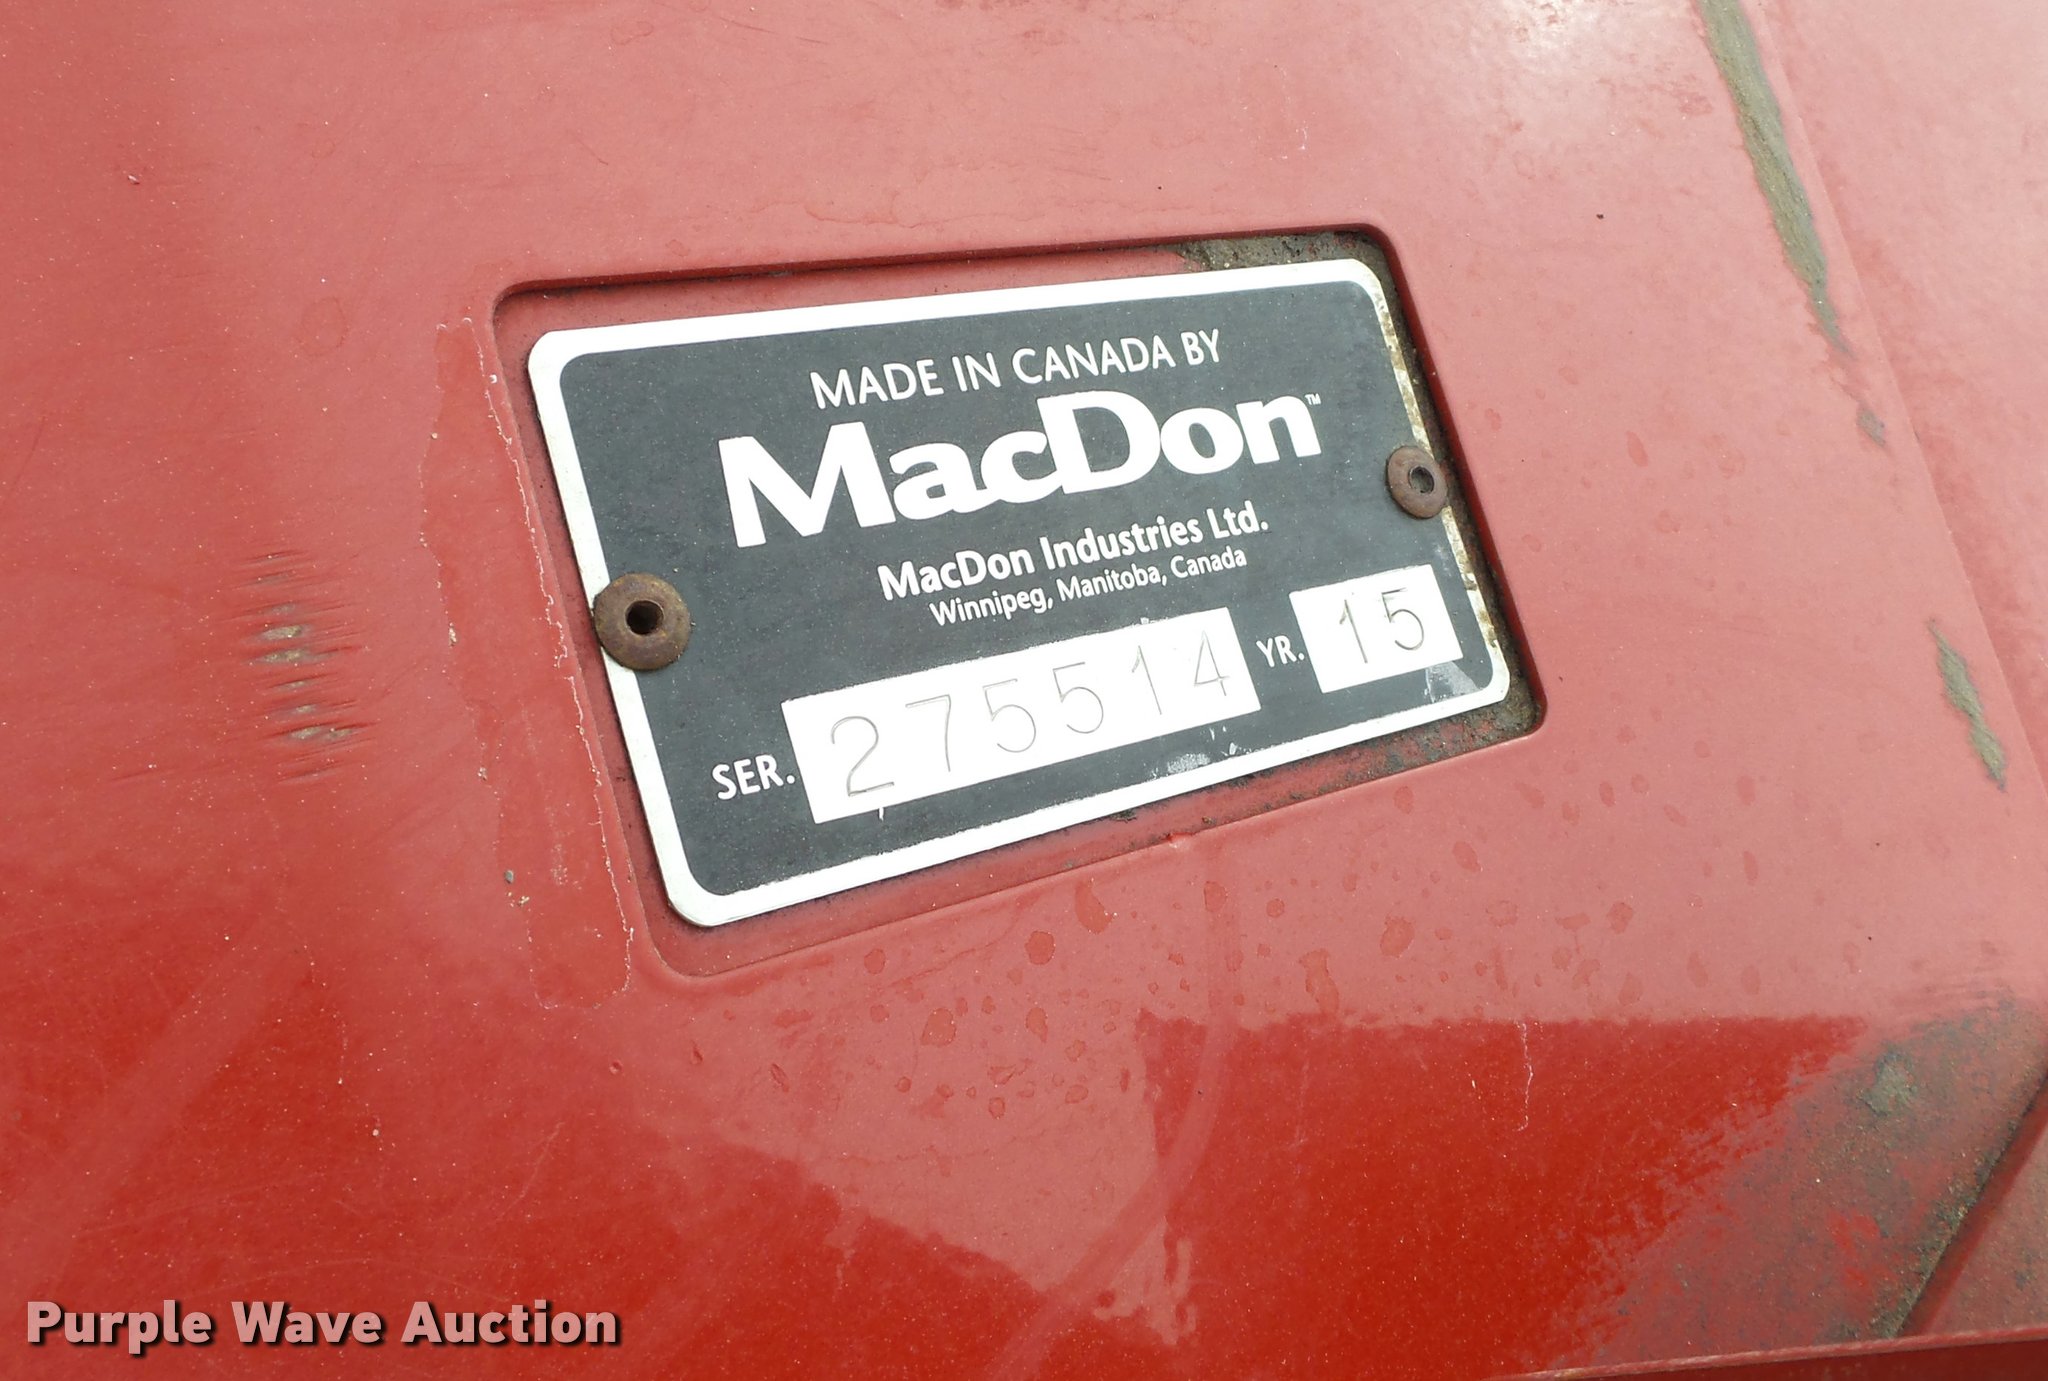 MADE IN CANADA BY
MacDon™
MacDon Industries Ltd.
Winnipeg, Manitoba, Canada
SER. 275514 YR. 15
Purple Wave Auction